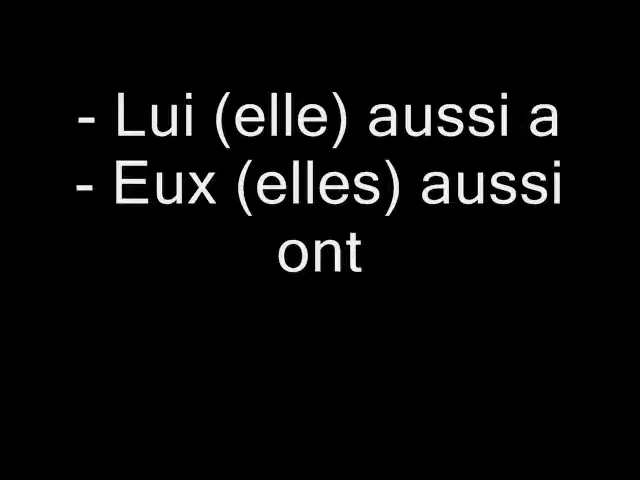 - Lui (elle) aussi a
- Eux (elles) aussi
ont